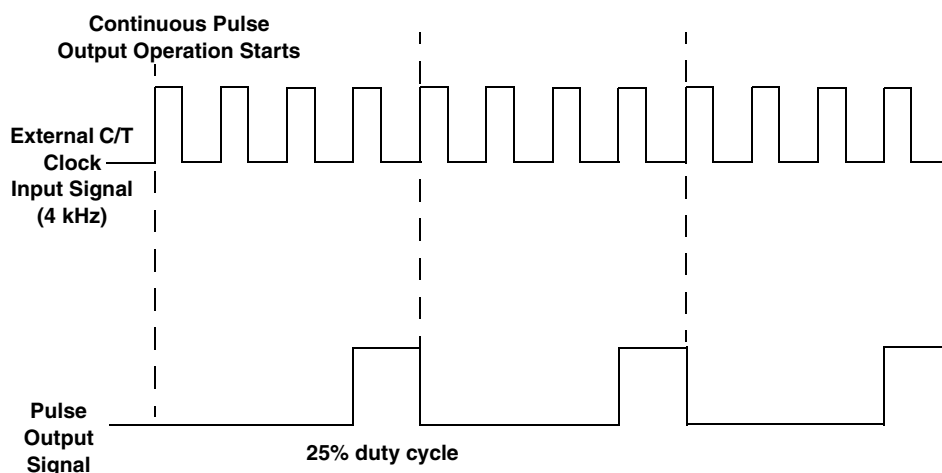 Continuous Pulse
Output Operation Starts
External C/T
Clock
Input Signal
(4 kHz)
Pulse
Output
Signal
25% duty cycle